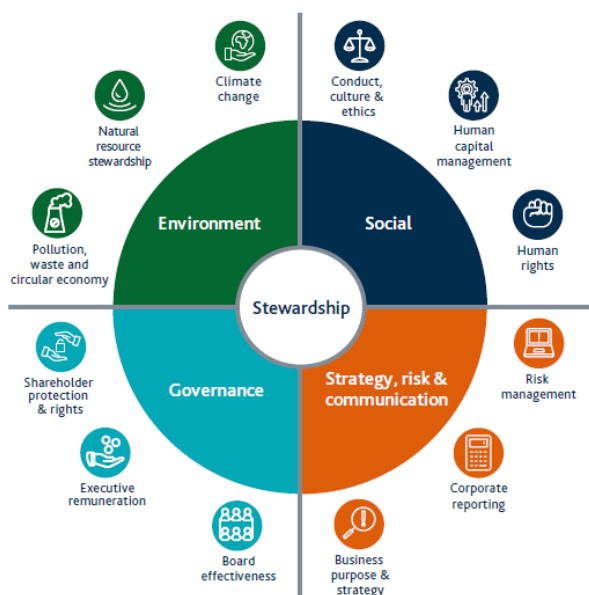 Climate
change
Conduct,
culture &
ethics
Natural
resource
stewardship
Human
capital
management
Pollution,
waste and
circular economy
Environment
Social
Human
rights
Stewardship
Shareholder
protection
& rights
Governance
Strategy, risk &
communication
Risk
management
Executive
remuneration
Corporate
reporting
Board
effectiveness
Business
purpose &
strategy